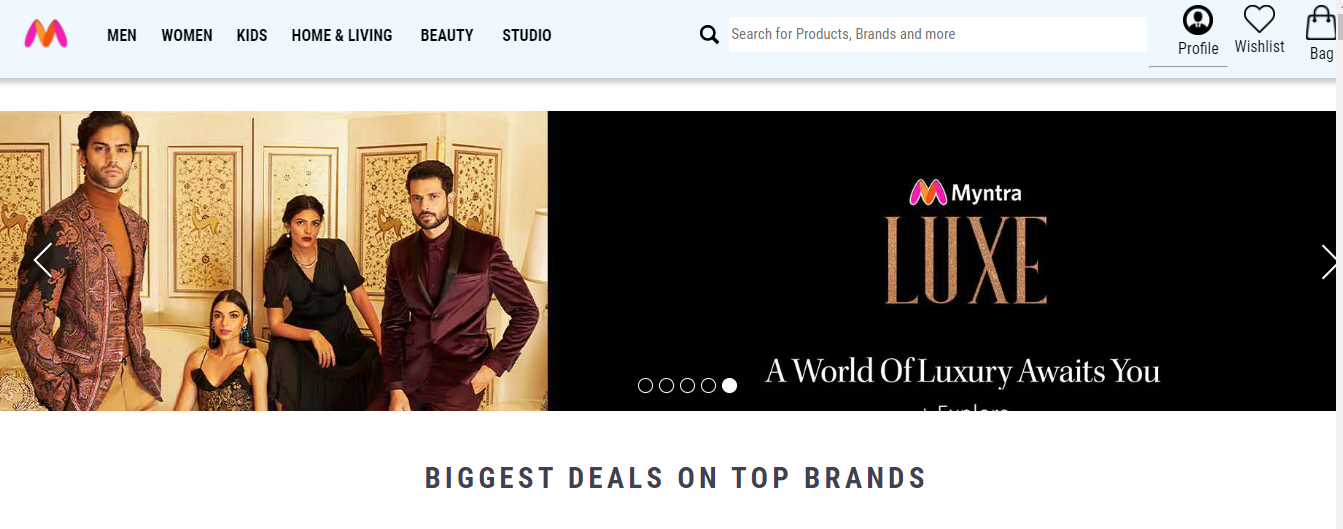 MEN WOMEN KIDS HOME & LIVING BEAUTY STUDIO Search for Products, Brands and more Profile Wishlist Bag
Myntra
LUXE
A World Of Luxury Awaits You
+ Explore
BIGGEST DEALS ON TOP BRANDS